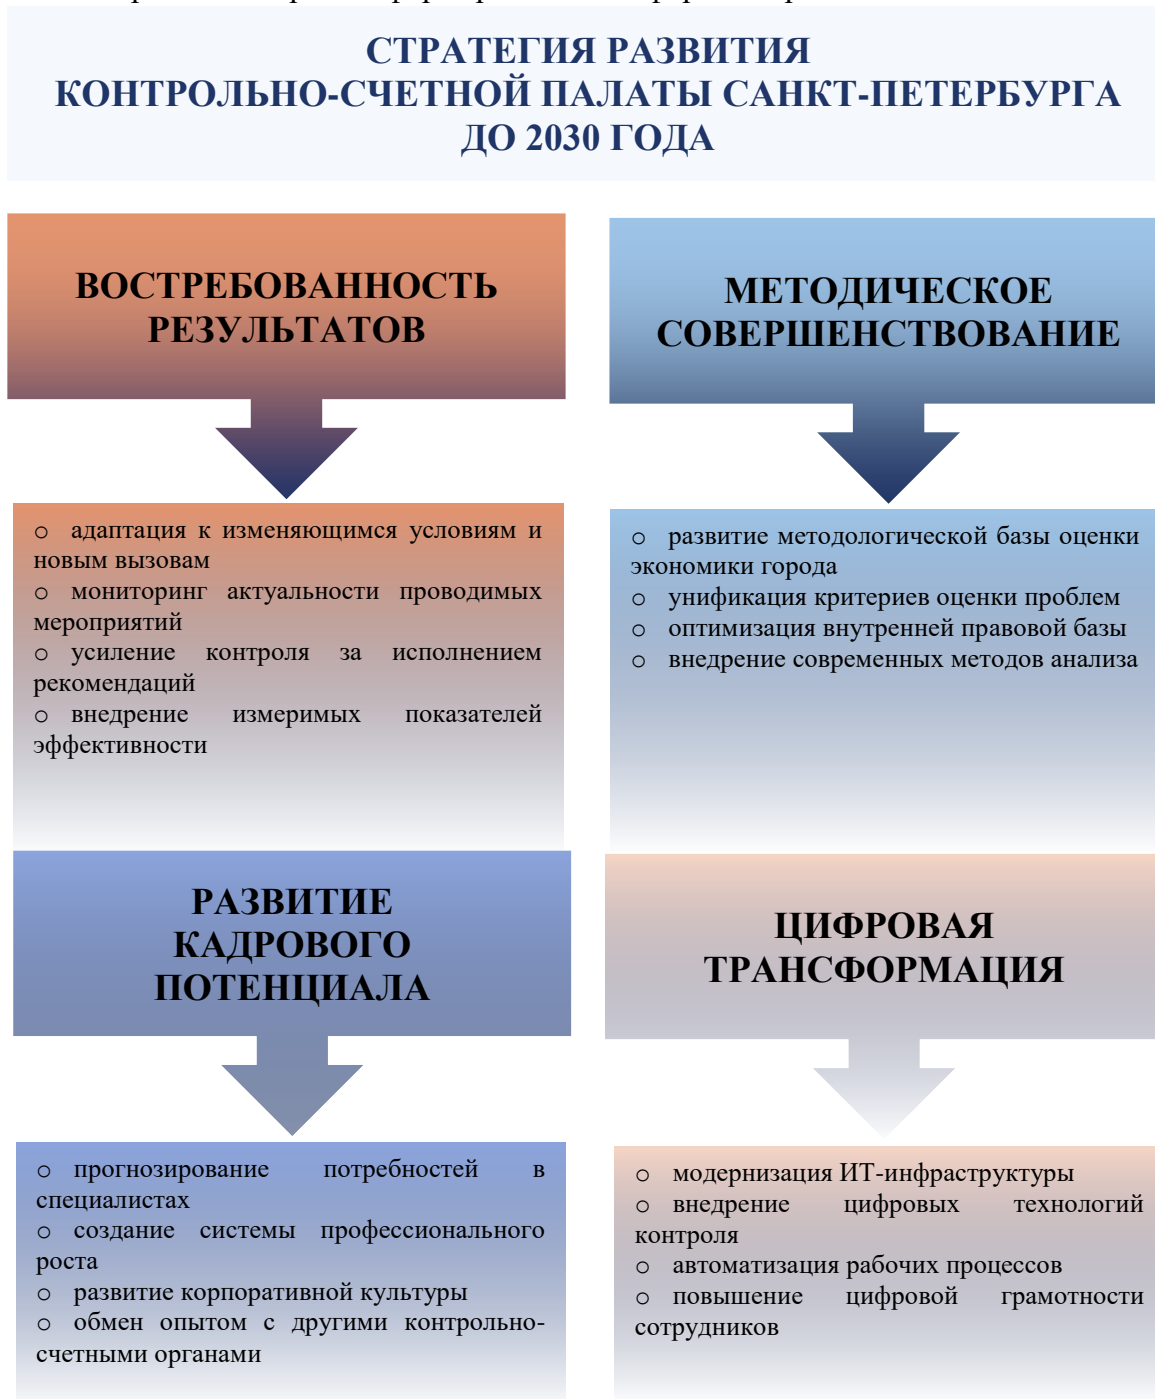 СТРАТЕГИЯ РАЗВИТИЯ
КОНТРОЛЬНО-СЧЕТНОЙ ПАЛАТЫ САНКТ-ПЕТЕРБУРГА
ДО 2030 ГОДА
ВОСТРЕБОВАННОСТЬ
РЕЗУЛЬТАТОВ
o адаптация к изменяющимся условиям и
новым вызовам
o мониторинг актуальности проводимых
мероприятий
o усиление контроля за исполнением
рекомендаций
o внедрение измеримых показателей
эффективности
МЕТОДИЧЕСКОЕ
СОВЕРШЕНСТВОВАНИЕ
o развитие методологической базы оценки
экономики города
o унификация критериев оценки проблем
o оптимизация внутренней правовой базы
o внедрение современных методов анализа
РАЗВИТИЕ
КАДРОВОГО
ПОТЕНЦИАЛА
o прогнозирование потребностей в
специалистах
o создание системы профессионального
роста
o развитие корпоративной культуры
o обмен опытом с другими контрольно-
счетными органами
ЦИФРОВАЯ
ТРАНСФОРМАЦИЯ
o модернизация ИТ-инфраструктуры
o внедрение цифровых технологий
контроля
o автоматизация рабочих процессов
o повышение цифровой грамотности
сотрудников